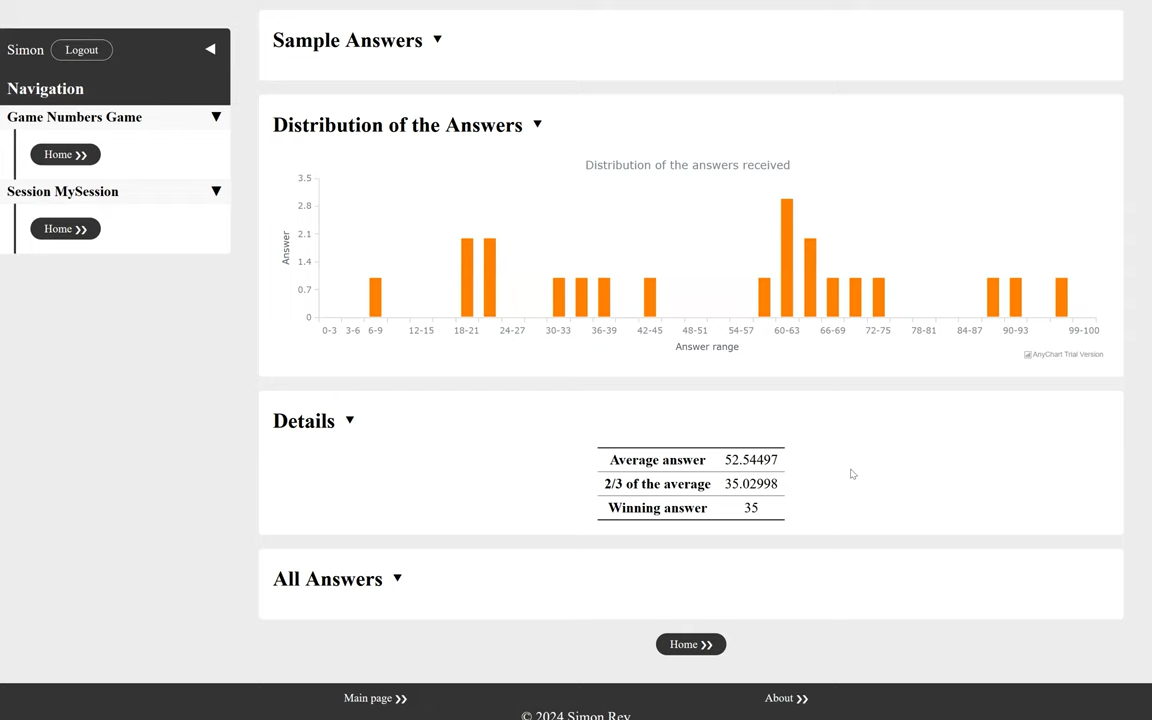 Sample Answers ▼
Simon Logout ◀
Navigation
Game Numbers Game ▼
Home ❯❯
Session MySession ▼
Home ❯❯
Distribution of the Answers ▼
Distribution of the answers received
3.5
2.8
2.1
1.4
0.7
0
Answer
0-3 3-6 6-9 12-15 18-21 24-27 30-33 36-39 42-45 48-51 54-57 60-63 66-69 72-75 78-81 84-87 90-93 99-100
Answer range
AnyChart Trial Version
Details ▼
Average answer 52.54497
2/3 of the average 35.02998
Winning answer 35
All Answers ▼
Home ❯❯
Main page ❯❯ About ❯❯
© 2024 Simon Rey